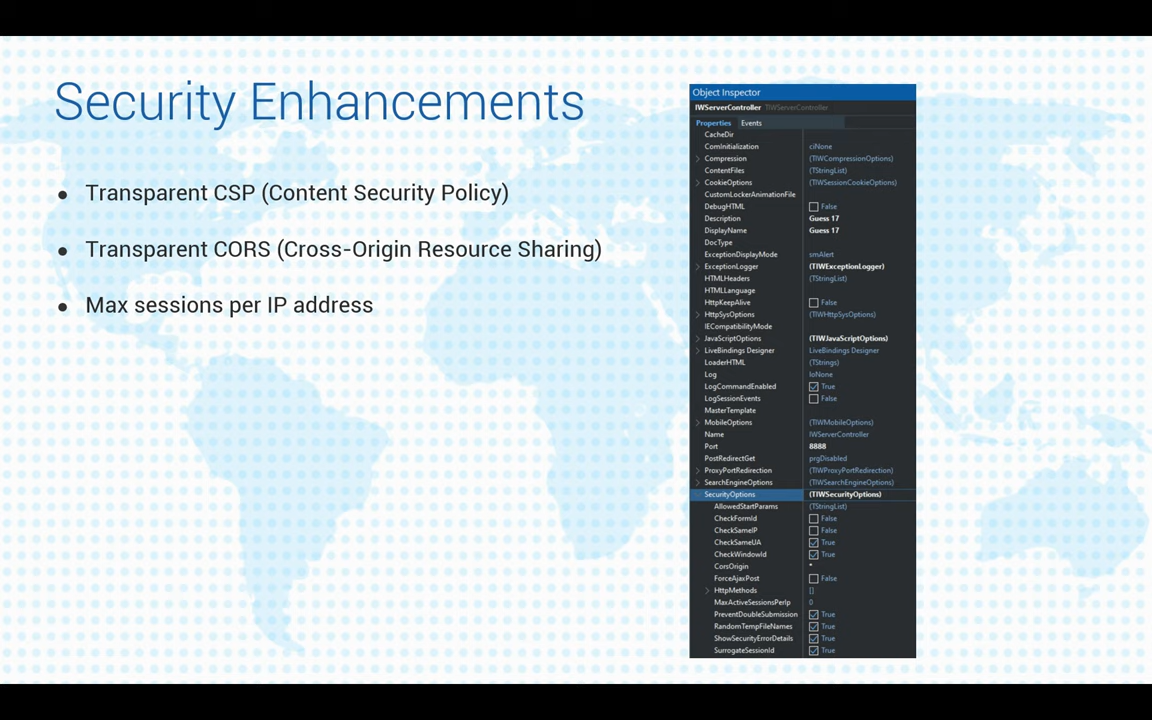 Security Enhancements
• Transparent CSP (Content Security Policy)
• Transparent CORS (Cross-Origin Resource Sharing)
• Max sessions per IP address
Object Inspector
IWServerController TIWServerController
Properties Events
CacheDir
ComInitialization ciNone
Compression (TIWCompressionOptions)
ContentFiles (TStringList)
CookieOptions (TIWSessionCookieOptions)
CustomLockerAnimationFile
DebugHTML False
Description Guess 17
DisplayName Guess 17
DocType
ExceptionDisplayMode smAlert
ExceptionLogger (TIWExceptionLogger)
HTMLHeaders (TStringList)
HTMLLanguage
HttpKeepAlive False
HttpSysOptions (TIWHttpSysOptions)
IECompatibilityMode
JavaScriptOptions (TIWJavaScriptOptions)
LiveBindings Designer LiveBindings Designer
LoaderHTML (TStrings)
Log loNone
LogCommandEnabled True
LogSessionEvents False
MasterTemplate
MobileOptions (TIWMobileOptions)
Name IWServerController
Port 8888
PostRedirectGet prgDisabled
ProxyPortRedirection (TIWProxyPortRedirection)
SearchEngineOptions (TIWSearchEngineOptions)
SecurityOptions (TIWSecurityOptions)
AllowedStartParams (TStringList)
CheckFormId False
CheckSameIP False
CheckSameUA True
CheckWindowId True
CorsOrigin *
ForceAjaxPost False
HttpMethods []
MaxActiveSessionsPerIp 0
PreventDoubleSubmission True
RandomTempFileNames True
ShowSecurityErrorDetails True
SurrogateSessionId True